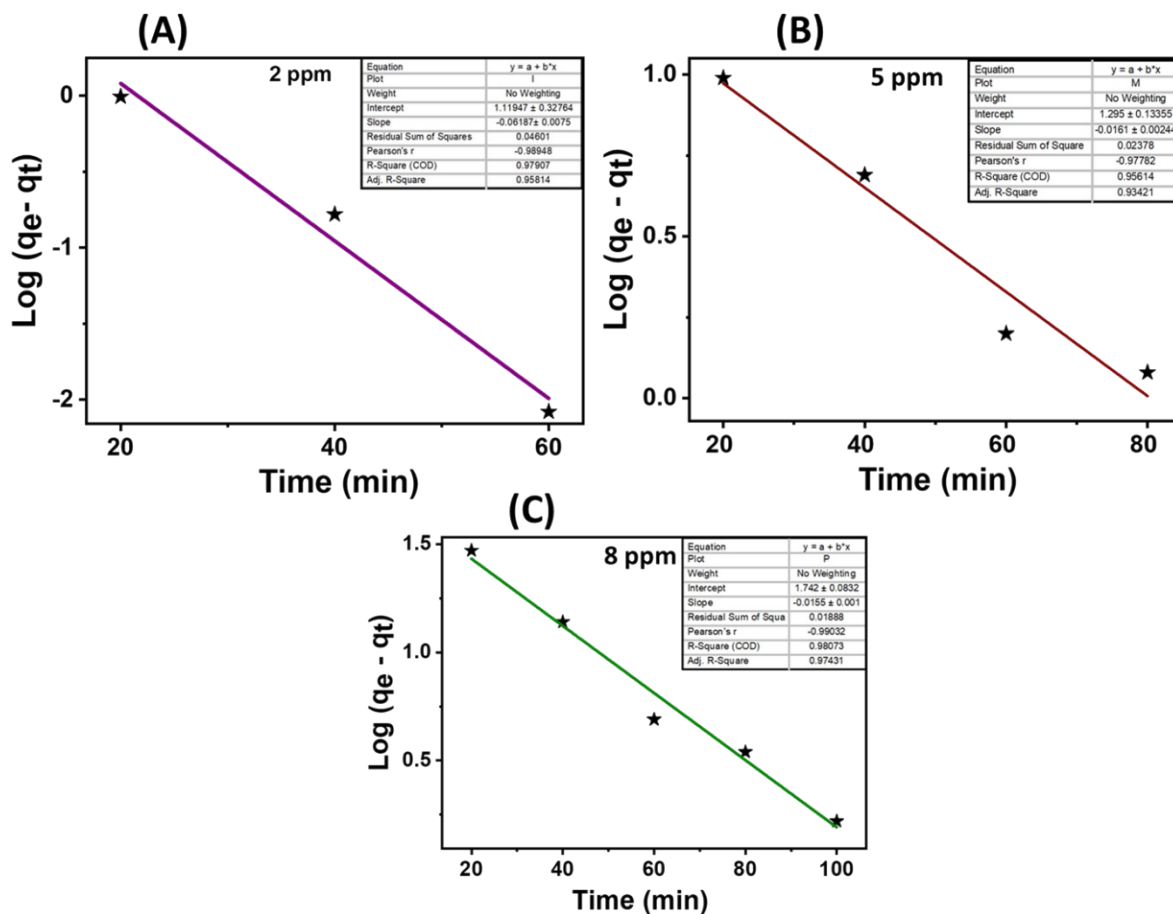 (A)
2 ppm
Equation y = a + b*x
Plot I
Weight No Weighting
Intercept 1.11947 ± 0.32764
Slope -0.06187± 0.0075
Residual Sum of Squares 0.04601
Pearson's r -0.98948
R-Square (COD) 0.97907
Adj. R-Square 0.95814
0
-1
-2
Log (qe - qt)
20 40 60
Time (min)
(B)
5 ppm
Equation y = a + b*x
Plot M
Weight No Weighting
Intercept 1.295 ± 0.13355
Slope -0.0161 ± 0.00244
Residual Sum of Square 0.02378
Pearson's r -0.97782
R-Square (COD) 0.95614
Adj. R-Square 0.93421
1.0
0.5
0.0
Log (qe - qt)
20 40 60 80
Time (min)
(C)
8 ppm
Equation y = a + b*x
Plot P
Weight No Weighting
Intercept 1.742 ± 0.0832
Slope -0.0155 ± 0.001
Residual Sum of Squa 0.01888
Pearson's r -0.99032
R-Square (COD) 0.98073
Adj. R-Square 0.97431
1.5
1.0
0.5
Log (qe - qt)
20 40 60 80 100
Time (min)